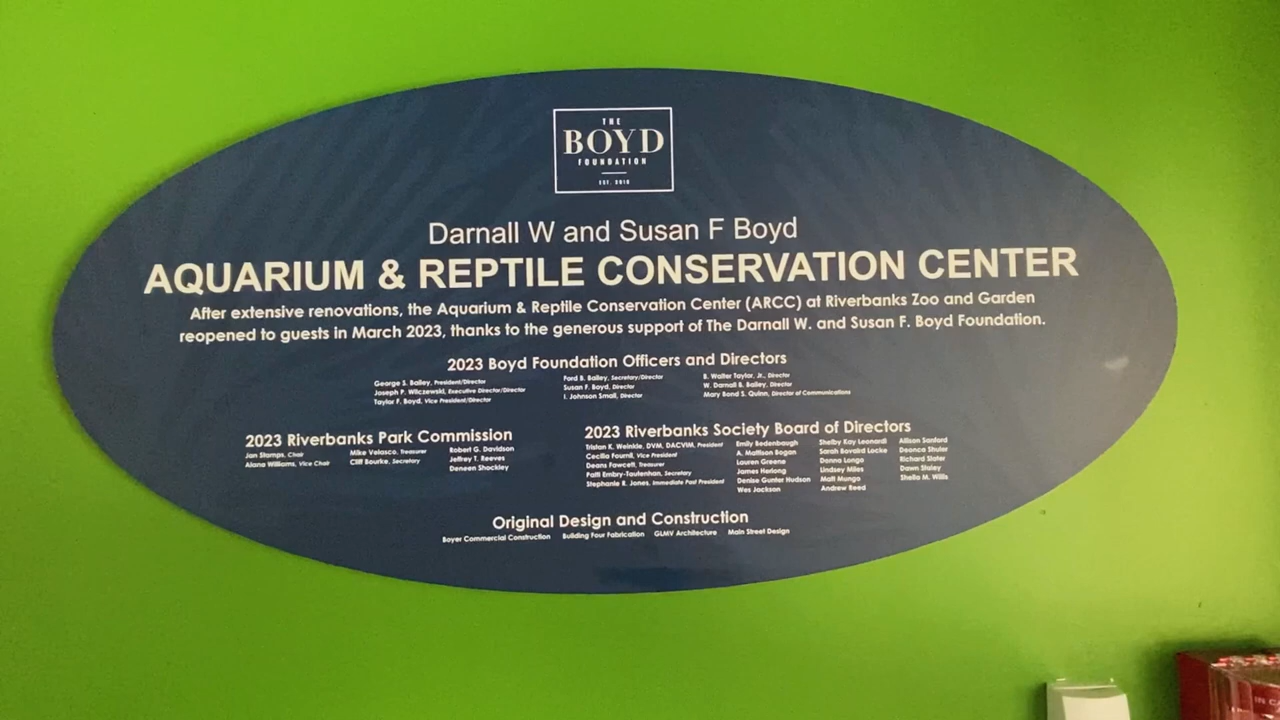 THE
BOYD
FOUNDATION
EST. 2018
Darnall W and Susan F Boyd
AQUARIUM & REPTILE CONSERVATION CENTER
After extensive renovations, the Aquarium & Reptile Conservation Center (ARCC) at Riverbanks Zoo and Garden
reopened to guests in March 2023, thanks to the generous support of The Darnall W. and Susan F. Boyd Foundation.
2023 Boyd Foundation Officers and Directors
George S. Bailey, President/Director
Joseph P. Wilczewski, Executive Director/Director
Taylor F. Boyd, Vice President/Director
Ford B. Bailey, Secretary/Director
Susan F. Boyd, Director
I. Johnson Small, Director
B. Walter Taylor, Jr., Director
W. Darnall B. Bailey, Director
Mary Bond S. Quinn, Director of Communications
2023 Riverbanks Park Commission
Jan Stamps, Chair
Alana Williams, Vice Chair
Mike Velasco, Treasurer
Cliff Bourke, Secretary
Robert G. Davidson
Jeffrey T. Reeves
Deneen Shockley
2023 Riverbanks Society Board of Directors
Tristan K. Weinkle, DVM, DACVIM, President
Cecilia Fournil, Vice President
Deans Fawcett, Treasurer
Patti Embry-Tautenhan, Secretary
Stephanie R. Jones, Immediate Past President
Emily Bedenbaugh
A. Mattison Bogan
Lauren Greene
James Herlong
Denise Gunter Hudson
Wes Jackson
Shelby Kay Leonardi
Sarah Bovaird Locke
Donna Longo
Lindsey Miles
Matt Mungo
Andrew Reed
Allison Sanford
Deonca Shuler
Richard Slater
Dawn Staley
Sheila M. Willis
Original Design and Construction
Boyer Commercial Construction Building Four Fabrication GLMV Architecture Main Street Design